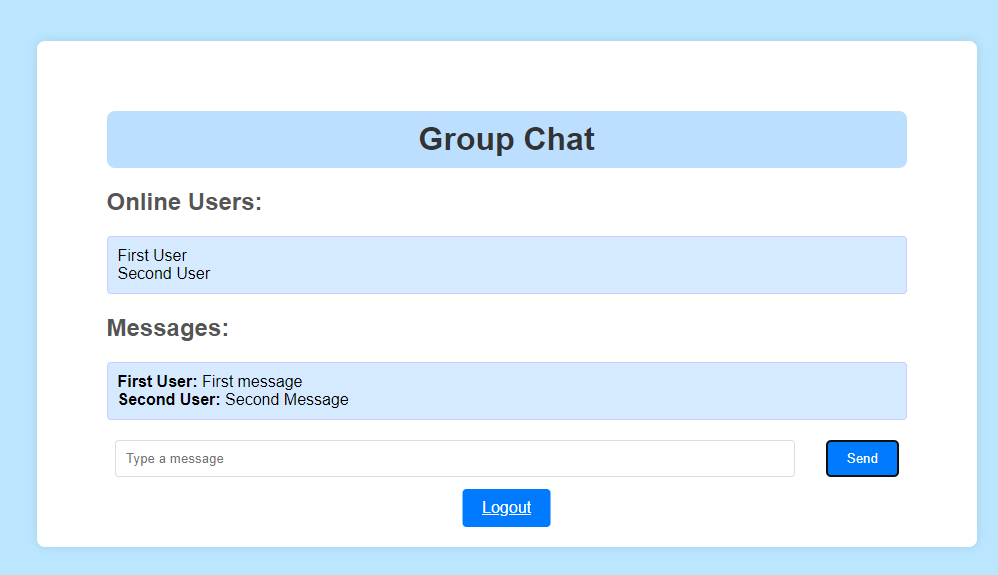 Group Chat
Online Users:
First User
Second User
Messages:
First User: First message
Second User: Second Message
Type a message
Send
Logout